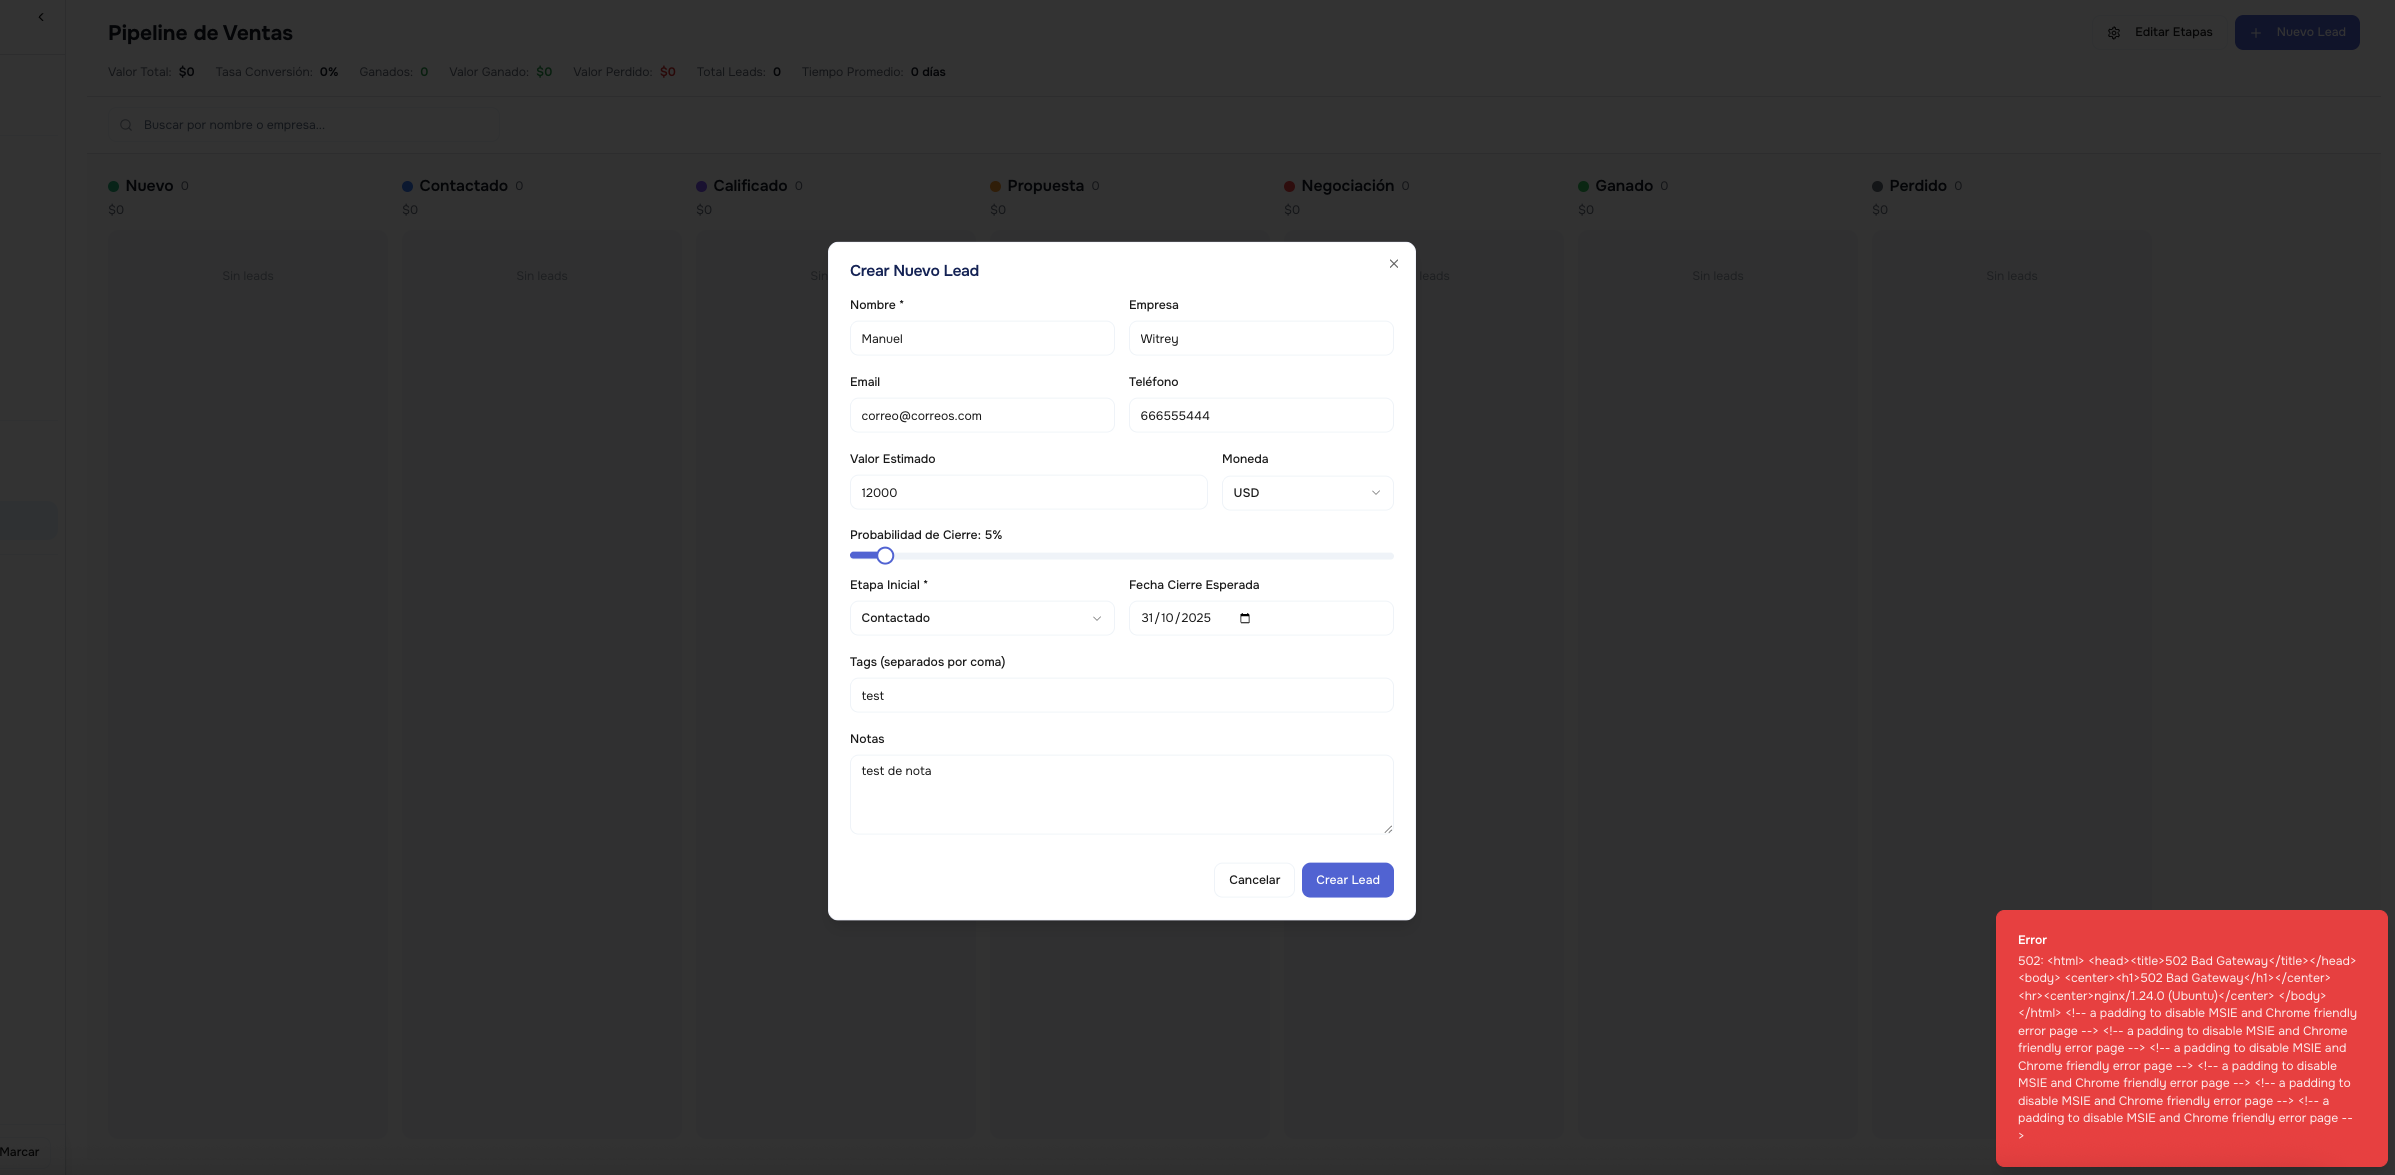 Pipeline de Ventas
Editar Etapas
+ Nuevo Lead
Valor Total: $0 Tasa Conversión: 0% Ganados: 0 Valor Ganado: $0 Valor Perdido: $0 Total Leads: 0 Tiempo Promedio: 0 días
Buscar por nombre o empresa...
Nuevo 0
$0
Sin leads
Contactado 0
$0
Sin leads
Calificado 0
$0
Sin
Propuesta 0
$0
Negociación 0
$0
leads
Ganado 0
$0
Sin leads
Perdido 0
$0
Sin leads
Crear Nuevo Lead
Nombre *
Manuel
Empresa
Witrey
Email
correo@correos.com
Teléfono
666555444
Valor Estimado
12000
Moneda
USD
Probabilidad de Cierre: 5%
Etapa Inicial *
Contactado
Fecha Cierre Esperada
31/10/2025
Tags (separados por coma)
test
Notas
test de nota
Cancelar
Crear Lead
Marcar
Error
502: <html> <head><title>502 Bad Gateway</title></head>
<body> <center><h1>502 Bad Gateway</h1></center>
<hr><center>nginx/1.24.0 (Ubuntu)</center> </body>
</html> <!-- a padding to disable MSIE and Chrome friendly
error page --> <!-- a padding to disable MSIE and Chrome
friendly error page --> <!-- a padding to disable MSIE and
Chrome friendly error page --> <!-- a padding to disable
MSIE and Chrome friendly error page --> <!-- a padding to
disable MSIE and Chrome friendly error page --> <!-- a
padding to disable MSIE and Chrome friendly error page --
>